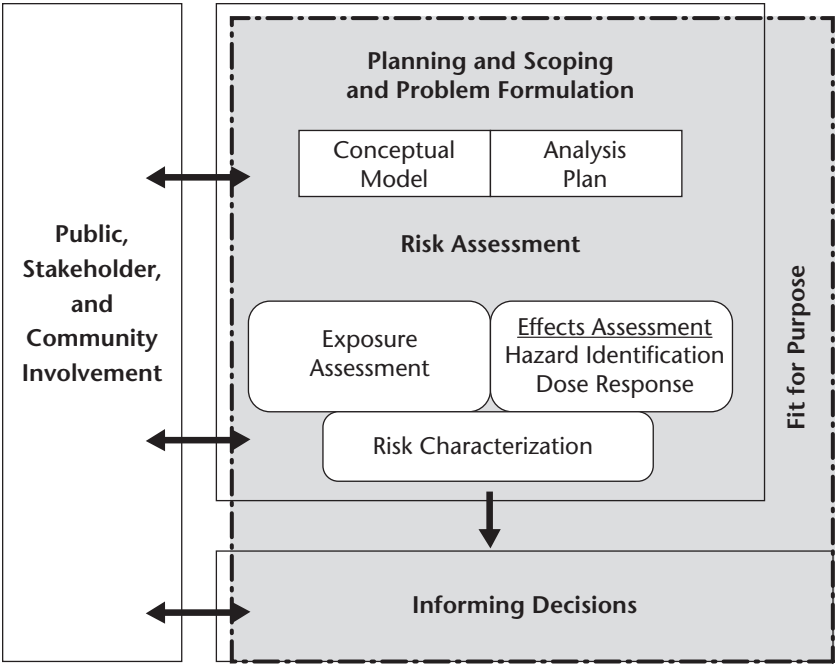 Planning and Scoping
and Problem Formulation
Conceptual
Model
Analysis
Plan
Public,
Stakeholder,
and
Community
Involvement
Risk Assessment
Exposure
Assessment
Effects Assessment
Hazard Identification
Dose Response
Risk Characterization
Fit for Purpose
Informing Decisions